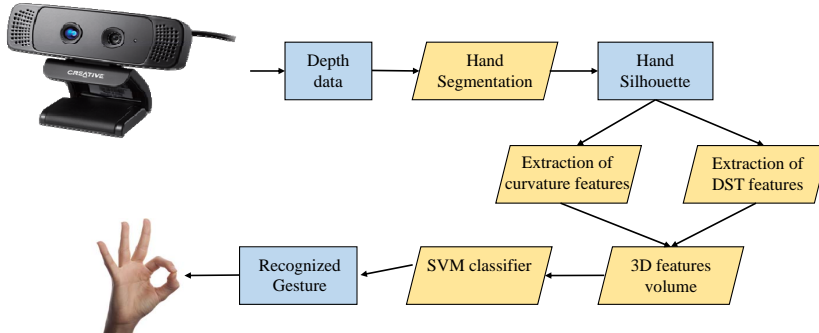 CREATIVE
Depth
data
Hand
Segmentation
Hand
Silhouette
Extraction of
curvature features
Extraction of
DST features
Recognized
Gesture
SVM classifier
3D features
volume